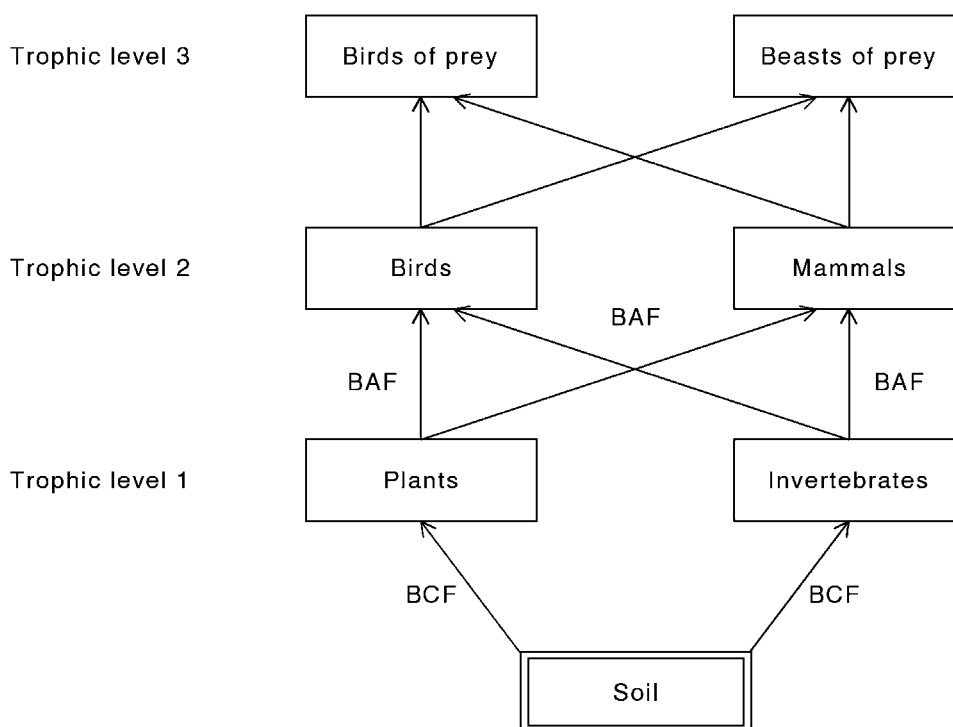 Trophic level 3
Birds of prey
Beasts of prey
Trophic level 2
Birds
Mammals
BAF
BAF
BAF
Trophic level 1
Plants
Invertebrates
BCF
BCF
Soil